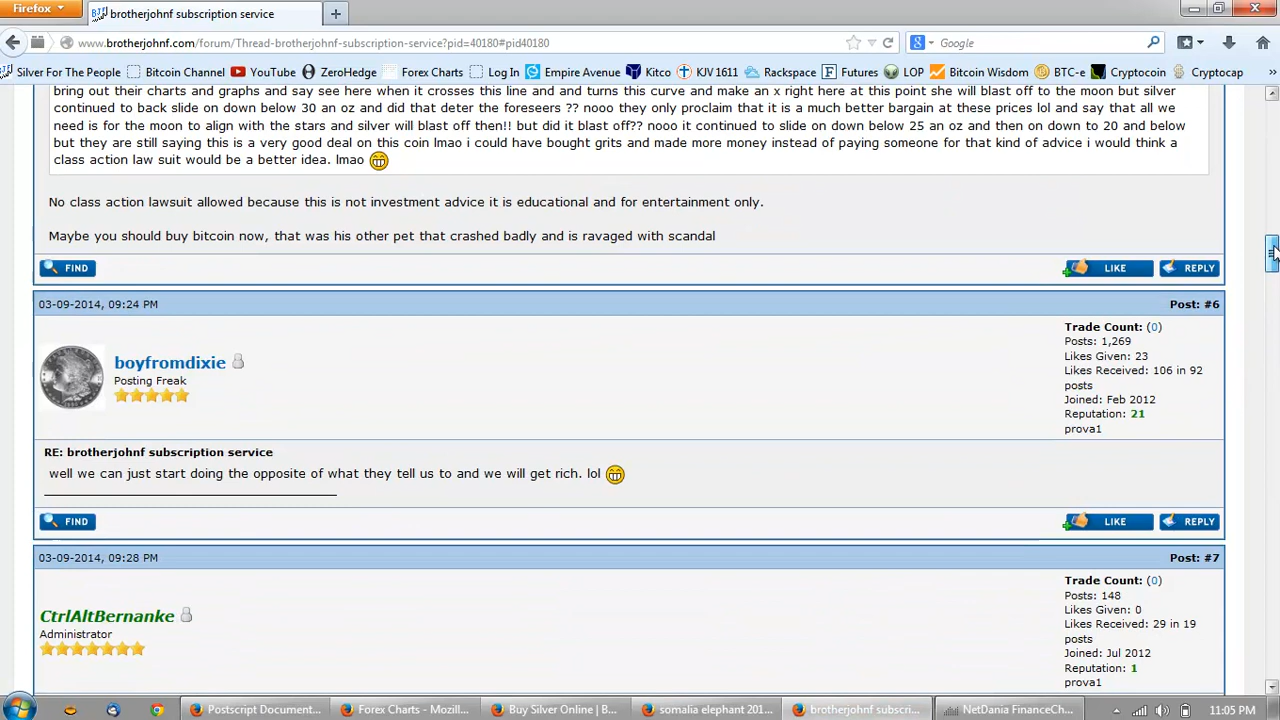 Firefox
brotherjohnf subscription service
www.brotherjohnf.com/forum/Thread-brotherjohnf-subscription-service?pid=40180#pid40180
Google
Silver For The People Bitcoin Channel YouTube ZeroHedge Forex Charts Log In Empire Avenue Kitco KJV 1611 Rackspace Futures LOP Bitcoin Wisdom BTC-e Cryptocoin Cryptocap »
bring out their charts and graphs and say see here when it crosses this line and and turns this curve and make an x right here at this point she will blast off to the moon but silver
continued to back slide on down below 30 an oz and did that deter the foreseers ?? nooo they only proclaim that it is a much better bargain at these prices lol and say that all we
need is for the moon to align with the stars and silver will blast off then!! but did it blast off?? nooo it continued to slide on down below 25 an oz and then on down to 20 and below
but they are still saying this is a very good deal on this coin lmao i could have bought grits and made more money instead of paying someone for that kind of advice i would think a
class action law suit would be a better idea. lmao
No class action lawsuit allowed because this is not investment advice it is educational and for entertainment only.
Maybe you should buy bitcoin now, that was his other pet that crashed badly and is ravaged with scandal
FIND LIKE REPLY
03-09-2014, 09:24 PM Post: #6
boyfromdixie
Posting Freak
Trade Count: (0)
Posts: 1,269
Likes Given: 23
Likes Received: 106 in 92
posts
Joined: Feb 2012
Reputation: 21
prova1
RE: brotherjohnf subscription service
well we can just start doing the opposite of what they tell us to and we will get rich. lol
FIND LIKE REPLY
03-09-2014, 09:28 PM Post: #7
CtrlAltBernanke
Administrator
Trade Count: (0)
Posts: 148
Likes Given: 0
Likes Received: 29 in 19
posts
Joined: Jul 2012
Reputation: 1
prova1
Postscript Document... Forex Charts - Mozill... Buy Silver Online | B... somalia elephant 201... brotherjohnf subscri... NetDania FinanceCh... 11:05 PM